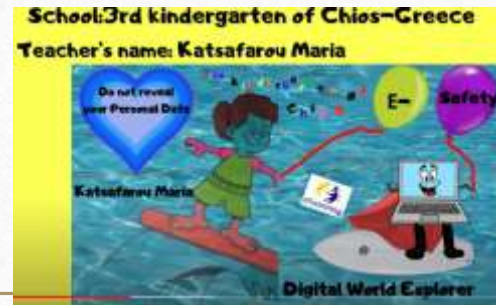 School:3rd kindergarten of Chios-Greece
Teacher's name: Katsafarou Maria
Do not reveal
your Personal Data
E-
Safety
Katsafarou Maria
Digital World Explorer